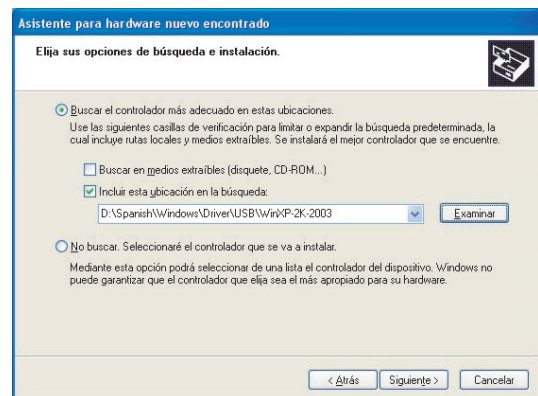 Asistente para hardware nuevo encontrado
Elija sus opciones de búsqueda e instalación.
Buscar el controlador más adecuado en estas ubicaciones.
Use las siguientes casillas de verificación para limitar o expandir la búsqueda predeterminada, la
cual incluye rutas locales y medios extraíbles. Se instalará el mejor controlador que se encuentre.
Buscar en medios extraíbles (disquete, CD-ROM...)
Incluir esta ubicación en la búsqueda:
D:\Spanish\Windows\Driver\USB\WinXP-2K-2003
Examinar
No buscar. Seleccionaré el controlador que se va a instalar.
Mediante esta opción podrá seleccionar de una lista el controlador del dispositivo. Windows no
puede garantizar que el controlador que elija sea el más apropiado para su hardware.
< Atrás Siguiente > Cancelar